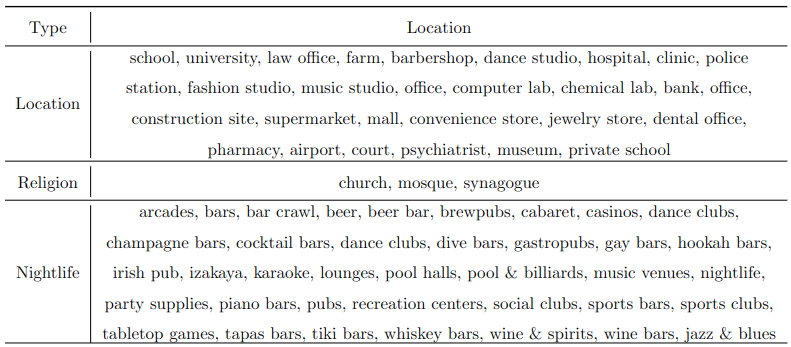 Type Location
school, university, law office, farm, barbershop, dance studio, hospital, clinic, police
station, fashion studio, music studio, office, computer lab, chemical lab, bank, office,
Location
construction site, supermarket, mall, convenience store, jewelry store, dental office,
pharmacy, airport, court, psychiatrist, museum, private school
Religion church, mosque, synagogue
arcades, bars, bar crawl, beer, beer bar, brewpubs, cabaret, casinos, dance clubs,
champagne bars, cocktail bars, dance clubs, dive bars, gastropubs, gay bars, hookah bars,
Nightlife irish pub, izakaya, karaoke, lounges, pool halls, pool & billiards, music venues, nightlife,
party supplies, piano bars, pubs, recreation centers, social clubs, sports bars, sports clubs,
tabletop games, tapas bars, tiki bars, whiskey bars, wine & spirits, wine bars, jazz & blues